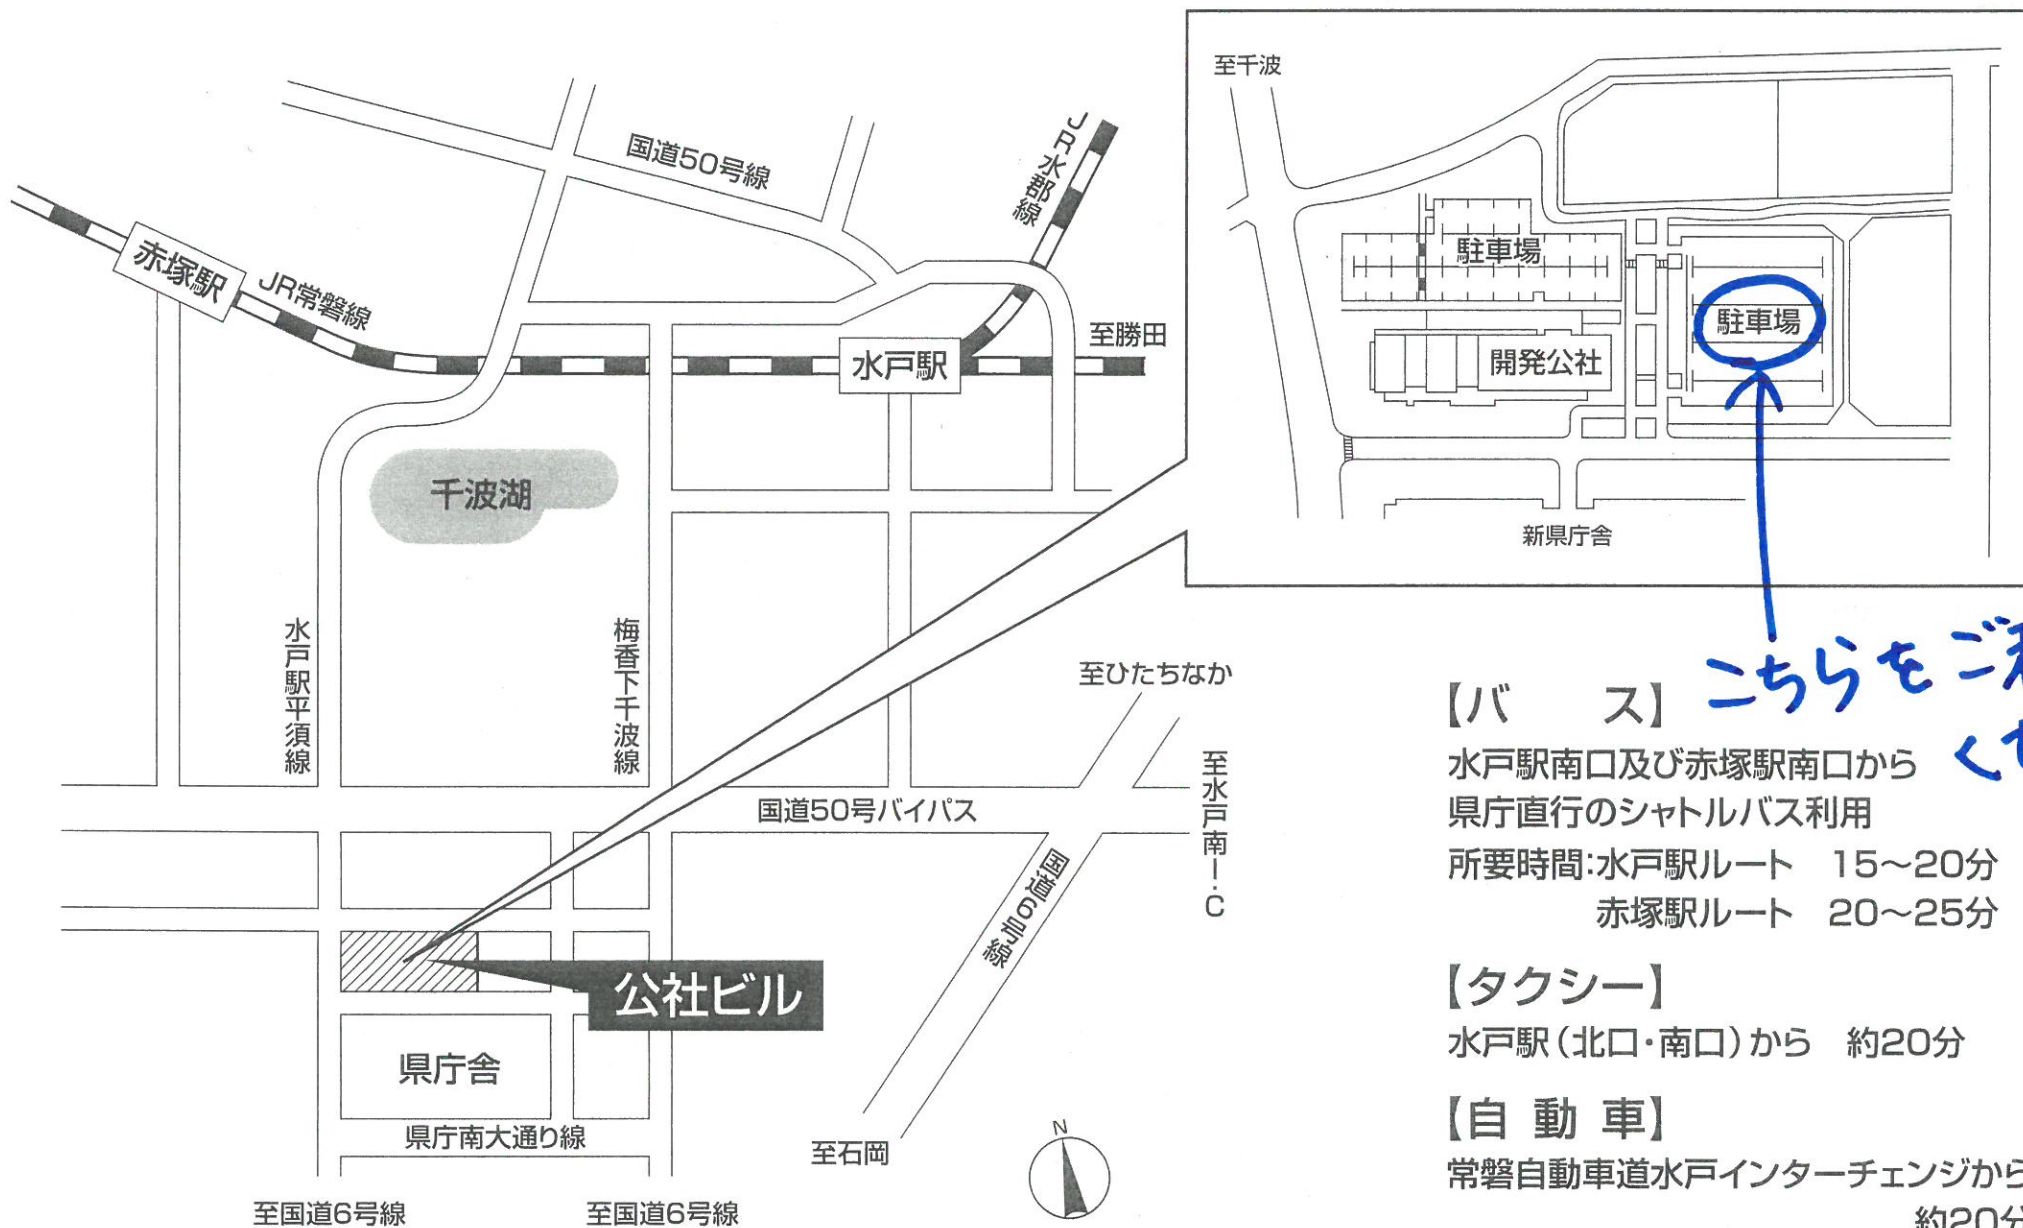 国道50号線
JR水郡線
赤塚駅
JR常磐線
水戸駅
至勝田
千波湖
水戸駅平須線
梅香下千波線
至ひたちなか
至水戸南I.C
国道50号バイパス
国道6号線
公社ビル
県庁舎
県庁南大通り線
至石岡
N
至国道6号線
至国道6号線
至千波
駐車場
駐車場
開発公社
新県庁舎
こちらをご
【バ　ス】
水戸駅南口及び赤塚駅南口から
県庁直行のシャトルバス利用
所要時間:水戸駅ルート　15〜20分
赤塚駅ルート　20〜25分
【タクシー】
水戸駅(北口・南口)から　約20分
【自 動 車】
常磐自動車道水戸インターチェンジから
約20分